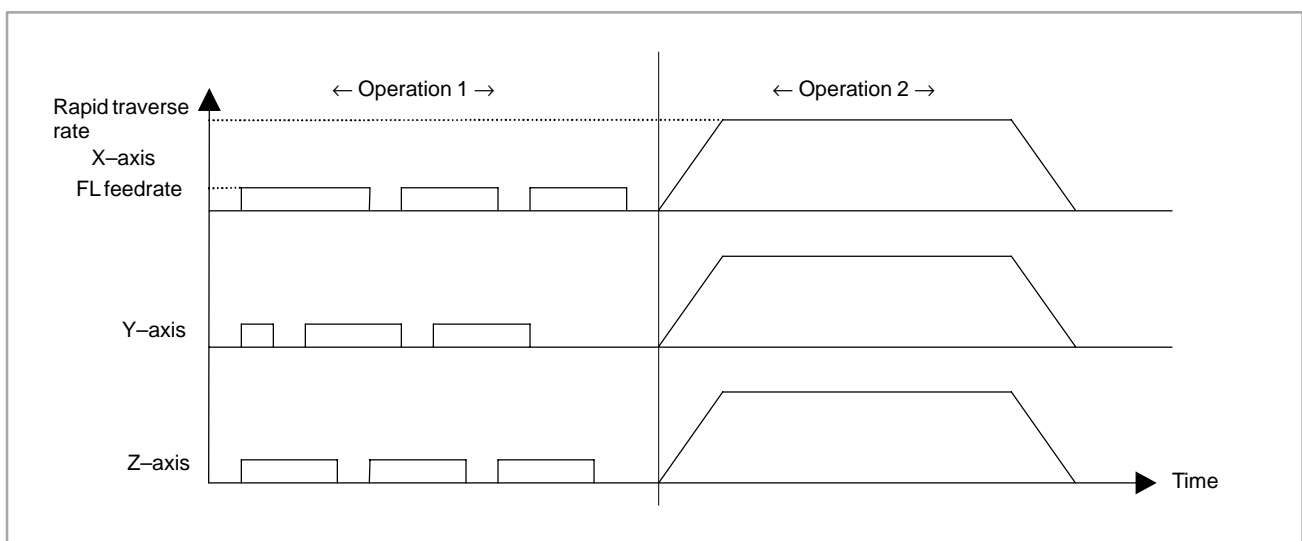 ← Operation 1 →
← Operation 2 →
Rapid traverse
rate
X–axis
FL feedrate
Y–axis
Z–axis
Time